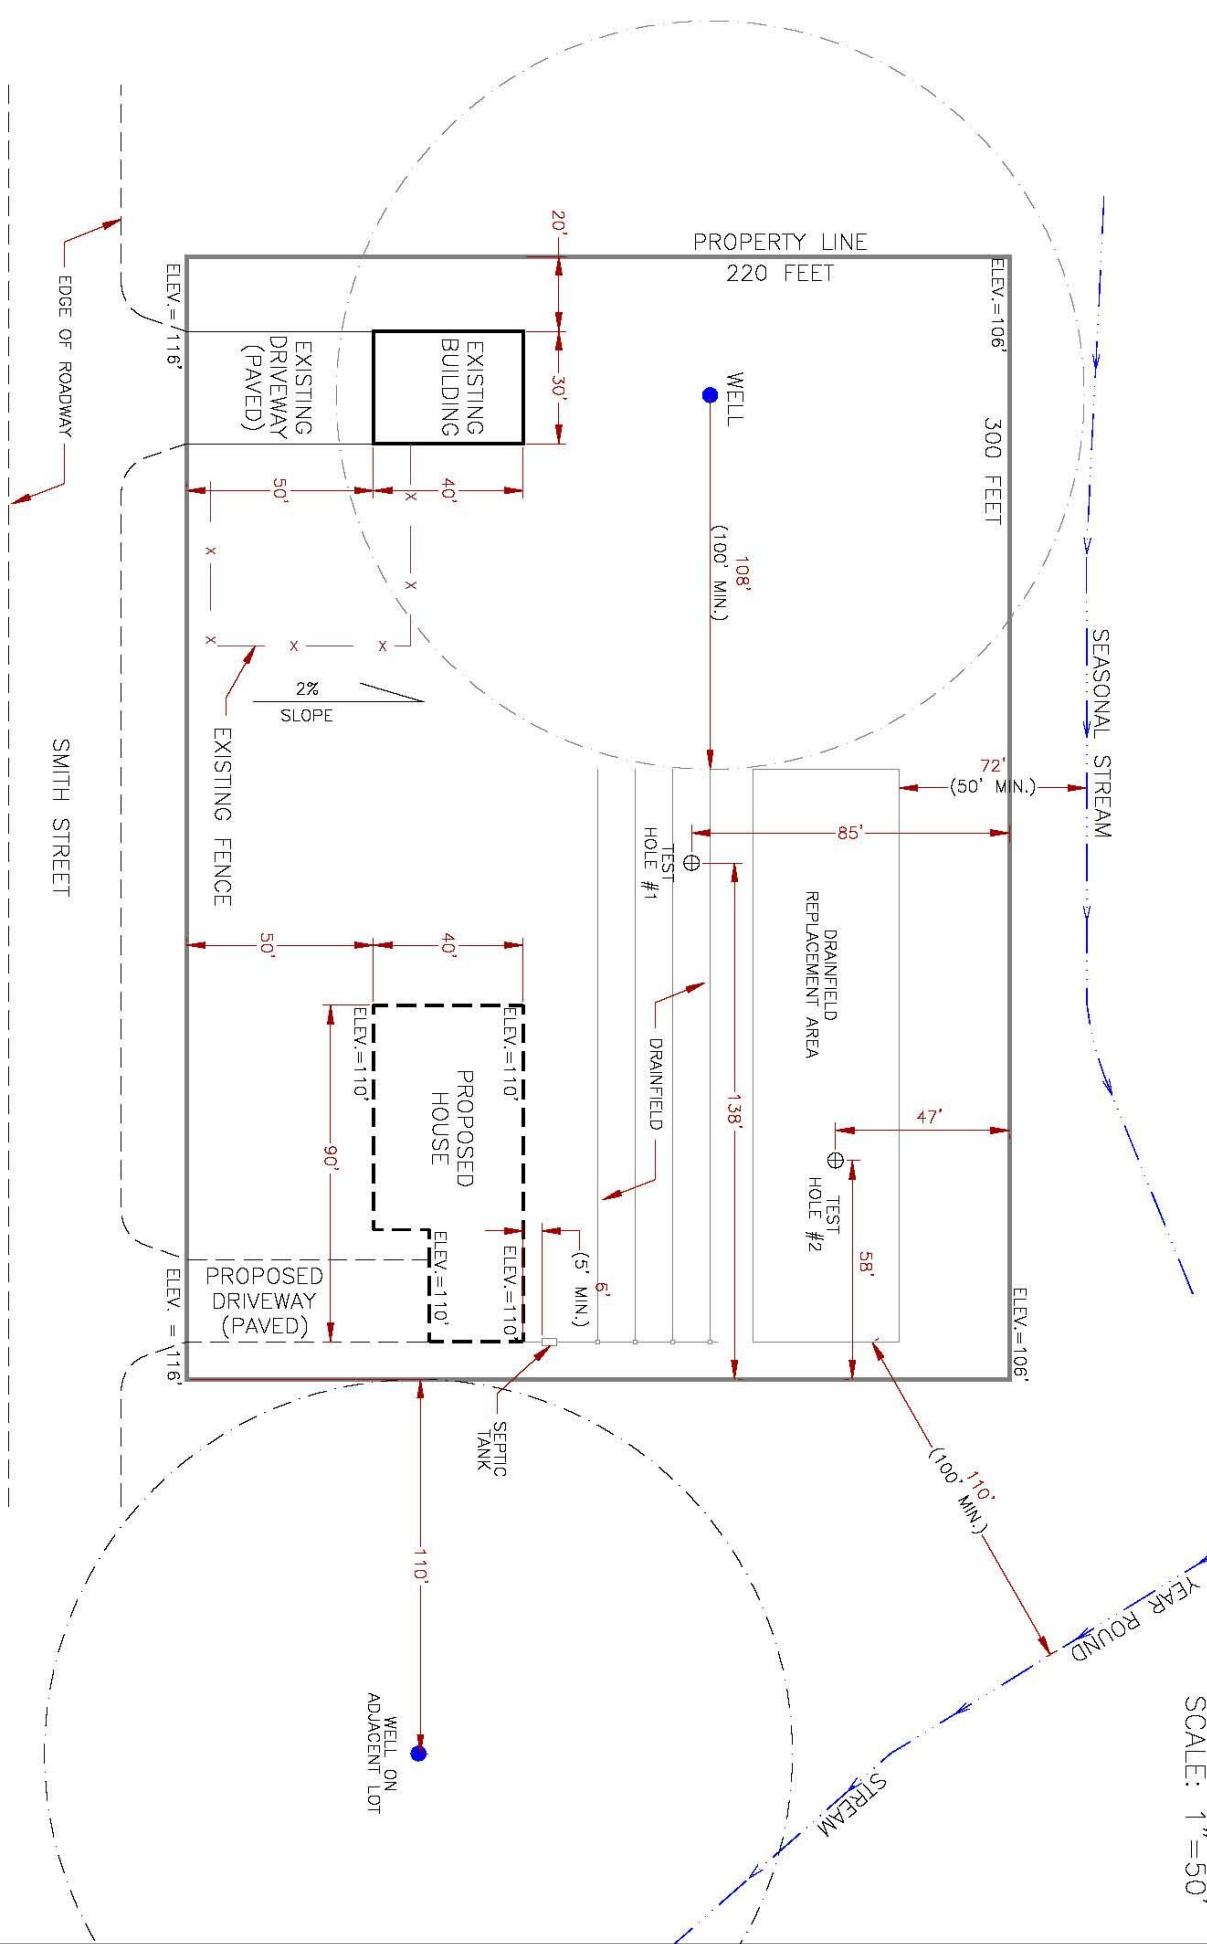 PROPERTY LINE
220 FEET
20'
ELEV.=106'
300 FEET
ELEV.= 116'
EXISTING
DRIVEWAY
(PAVED)
EXISTING
BUILDING
30'
WELL
EDGE OF ROADWAY
50'
40'
108'
(100' MIN.)
X
X
X
X
X
X
2%
SLOPE
EXISTING FENCE
SMITH STREET
SEASONAL STREAM
72'
(50' MIN.)
85'
TEST
HOLE #1
DRAINFIELD
REPLACEMENT AREA
50'
40'
ELEV.=110'
ELEV.=110'
DRAINFIELD
138'
47'
PROPOSED
HOUSE
90'
TEST
HOLE #2
58'
6'
(5' MIN.)
ELEV.=110'
ELEV.=110'
ELEV. = 116'
PROPOSED
DRIVEWAY
(PAVED)
ELEV.=106'
SEPTIC
TANK
110'
(100' MIN.)
110'
YEAR ROUND
STREAM
WELL ON
ADJACENT LOT
SCALE: 1"=50'